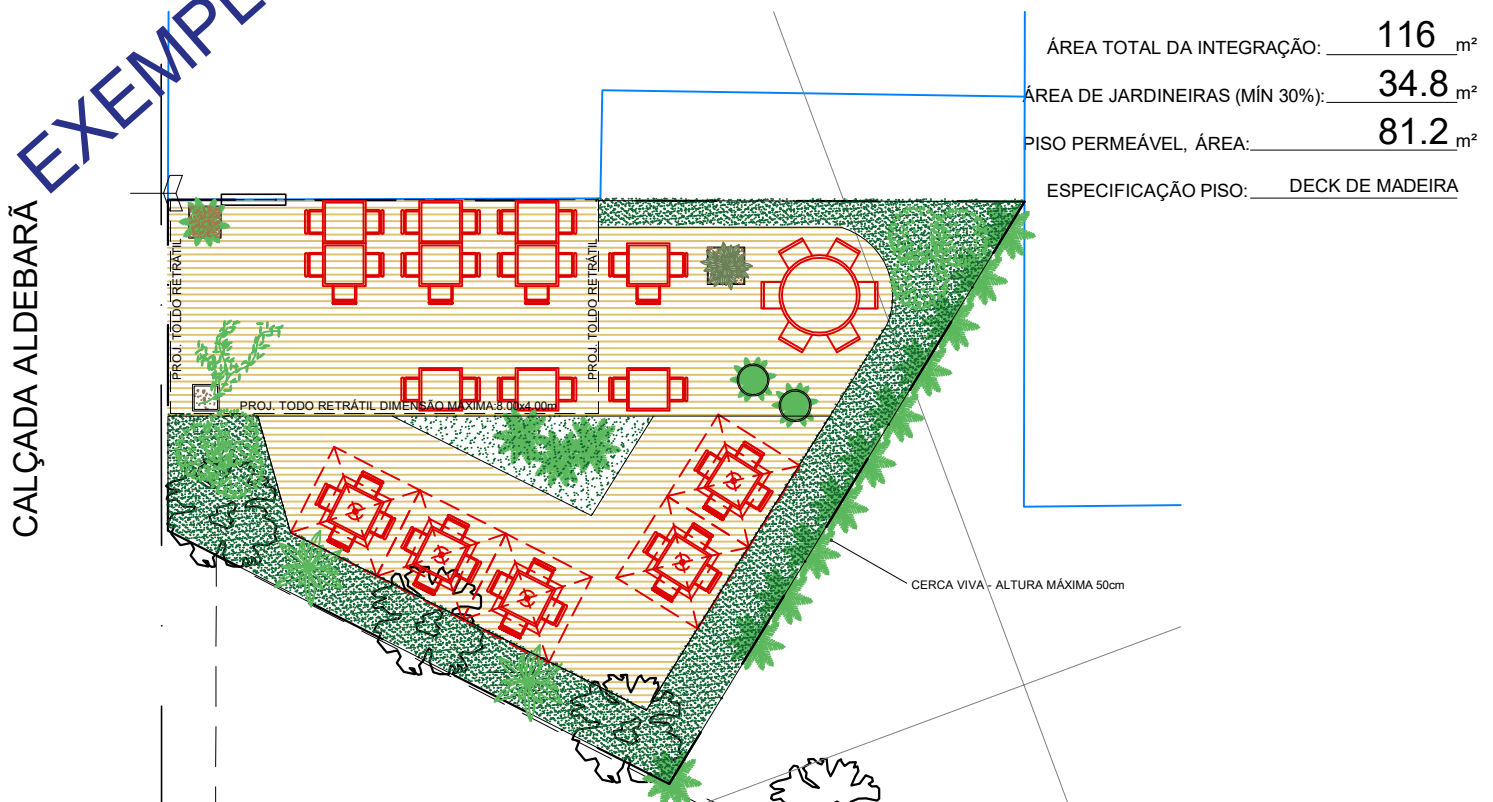 EXEMPL
ÁREA TOTAL DA INTEGRAÇÃO: 116 m²
ÁREA DE JARDINEIRAS (MÍN 30%): 34.8 m²
PISO PERMEÁVEL, ÁREA: 81.2 m²
ESPECIFICAÇÃO PISO: DECK DE MADEIRA
CALÇADA ALDEBARÃ
PROJ. TOLDO RETRÁTIL
PROJ. TOLDO RETRÁTIL
PROJ. TODO RETRÁTIL DIMENSÃO MÁXIMA:8.00x4.00m
CERCA VIVA - ALTURA MÁXIMA 50cm